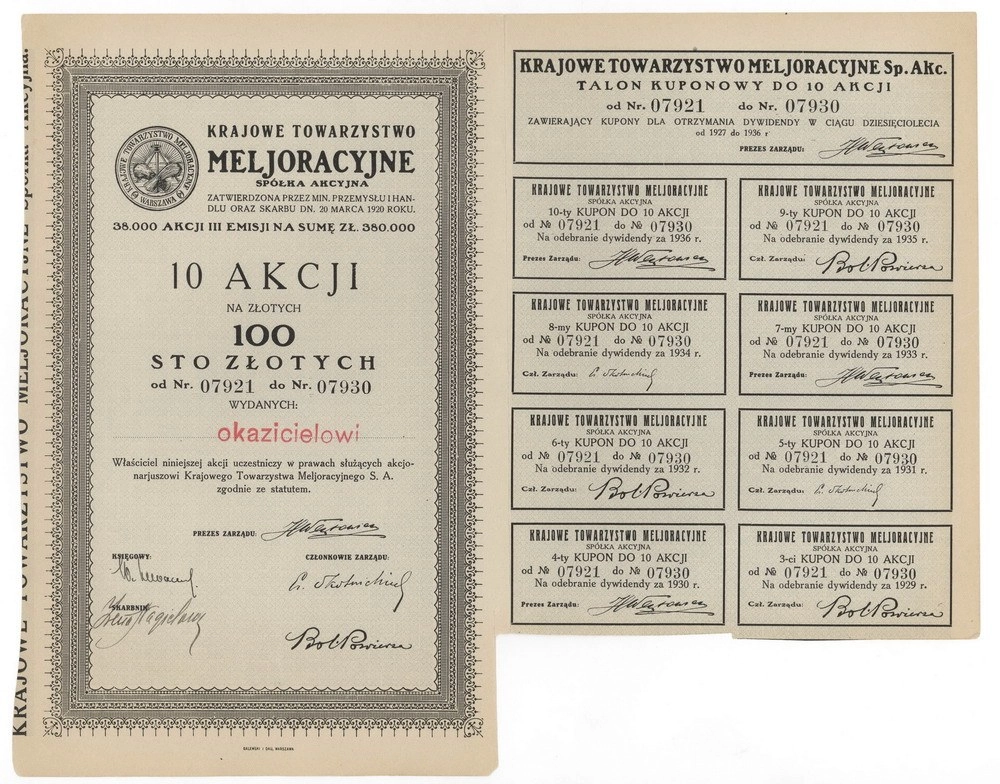 KRAJOWE TOWARZYSTWO MELJORACYJNE Spółka Akcyjna.
KRAJOWE TOWARZYSTWO MELJORACYJNE
WARSZAWA
KRAJOWE TOWARZYSTWO
MELJORACYJNE
SPÓŁKA AKCYJNA
ZATWIERDZONA PRZEZ MIN. PRZEMYSŁU I HAN-
DLU ORAZ SKARBU DN. 20 MARCA 1920 ROKU.
38.000 AKCJI III EMISJI NA SUMĘ ZŁ. 380.000
10 AKCJI
NA ZŁOTYCH
100
STO ZŁOTYCH
od Nr. 07921 do Nr. 07930
WYDANYCH:
okazicielowi
Właściciel niniejszej akcji uczestniczy w prawach służących akcjo-
narjuszowi Krajowego Towarzystwa Meljoracyjnego S. A.
zgodnie ze statutem.
PREZES ZARZĄDU:
KSIĘGOWY:
CZŁONKOWIE ZARZĄDU:
SKARBNIK
KRAJOWE TOWARZYSTWO MELJORACYJNE Sp. AKc.
TALON KUPONOWY DO 10 AKCJI
od Nr. 07921 do Nr. 07930
ZAWIERAJĄCY KUPONY DLA OTRZYMANIA DYWIDENDY W CIĄGU DZIESIĘCIOLECIA
od 1927 do 1936 r
PREZES ZARZĄDU:
KRAJOWE TOWARZYSTWO MELJORACYJNE
SPÓŁKA AKCYJNA
10-ty KUPON DO 10 AKCJI
od № 07921 do № 07930
Na odebranie dywidendy za 1936 r.
Prezes Zarządu:
KRAJOWE TOWARZYSTWO MELJORACYJNE
SPÓŁKA AKCYJNA
9-ty KUPON DO 10 AKCJI
od № 07921 do № 07930
Na odebranie dywidendy za 1935 r.
Czł. Zarządu:
KRAJOWE TOWARZYSTWO MELJORACYJNE
SPÓŁKA AKCYJNA
8-my KUPON DO 10 AKCJI
od № 07921 do № 07930
Na odebranie dywidendy za 1934 r.
Czł. Zarządu:
KRAJOWE TOWARZYSTWO MELJORACYJNE
SPÓŁKA AKCYJNA
7-my KUPON DO 10 AKCJI
od № 07921 do № 07930
Na odebranie dywidendy za 1933 r.
Prezes Zarządu:
KRAJOWE TOWARZYSTWO MELJORACYJNE
SPÓŁKA AKCYJNA
6-ty KUPON DO 10 AKCJI
od № 07921 do № 07930
Na odebranie dywidendy za 1932 r.
Czł. Zarządu:
KRAJOWE TOWARZYSTWO MELJORACYJNE
SPÓŁKA AKCYJNA
5-ty KUPON DO 10 AKCJI
od № 07921 do № 07930
Na odebranie dywidendy za 1931 r.
Czł. Zarządu:
KRAJOWE TOWARZYSTWO MELJORACYJNE
SPÓŁKA AKCYJNA
4-ty KUPON DO 10 AKCJI
od № 07921 do № 07930
Na odebranie dywidendy za 1930 r.
Prezes Zarządu:
KRAJOWE TOWARZYSTWO MELJORACYJNE
SPÓŁKA AKCYJNA
3-ci KUPON DO 10 AKCJI
od № 07921 do № 07930
Na odebranie dywidendy za 1929 r.
Czł. Zarządu: